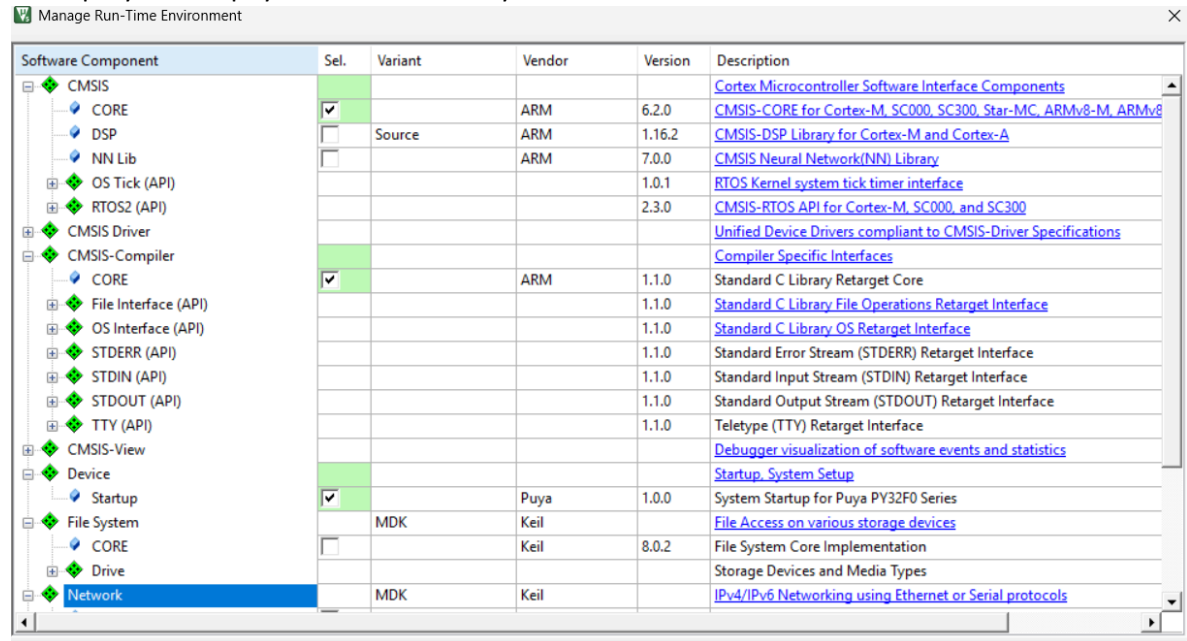 Manage Run-Time Environment
Software Component Sel. Variant Vendor Version Description
CMSIS Cortex Microcontroller Software Interface Components
CORE ARM 6.2.0 CMSIS-CORE for Cortex-M, SC000, SC300, Star-MC, ARMv8-M, ARMv8
DSP Source ARM 1.16.2 CMSIS-DSP Library for Cortex-M and Cortex-A
NN Lib ARM 7.0.0 CMSIS Neural Network(NN) Library
OS Tick (API) 1.0.1 RTOS Kernel system tick timer interface
RTOS2 (API) 2.3.0 CMSIS-RTOS API for Cortex-M, SC000, and SC300
CMSIS Driver Unified Device Drivers compliant to CMSIS-Driver Specifications
CMSIS-Compiler Compiler Specific Interfaces
CORE ARM 1.1.0 Standard C Library Retarget Core
File Interface (API) 1.1.0 Standard C Library File Operations Retarget Interface
OS Interface (API) 1.1.0 Standard C Library OS Retarget Interface
STDERR (API) 1.1.0 Standard Error Stream (STDERR) Retarget Interface
STDIN (API) 1.1.0 Standard Input Stream (STDIN) Retarget Interface
STDOUT (API) 1.1.0 Standard Output Stream (STDOUT) Retarget Interface
TTY (API) 1.1.0 Teletype (TTY) Retarget Interface
CMSIS-View Debugger visualization of software events and statistics
Device Startup, System Setup
Startup Puya 1.0.0 System Startup for Puya PY32F0 Series
File System MDK Keil File Access on various storage devices
CORE Keil 8.0.2 File System Core Implementation
Drive Storage Devices and Media Types
Network MDK Keil IPv4/IPv6 Networking using Ethernet or Serial protocols